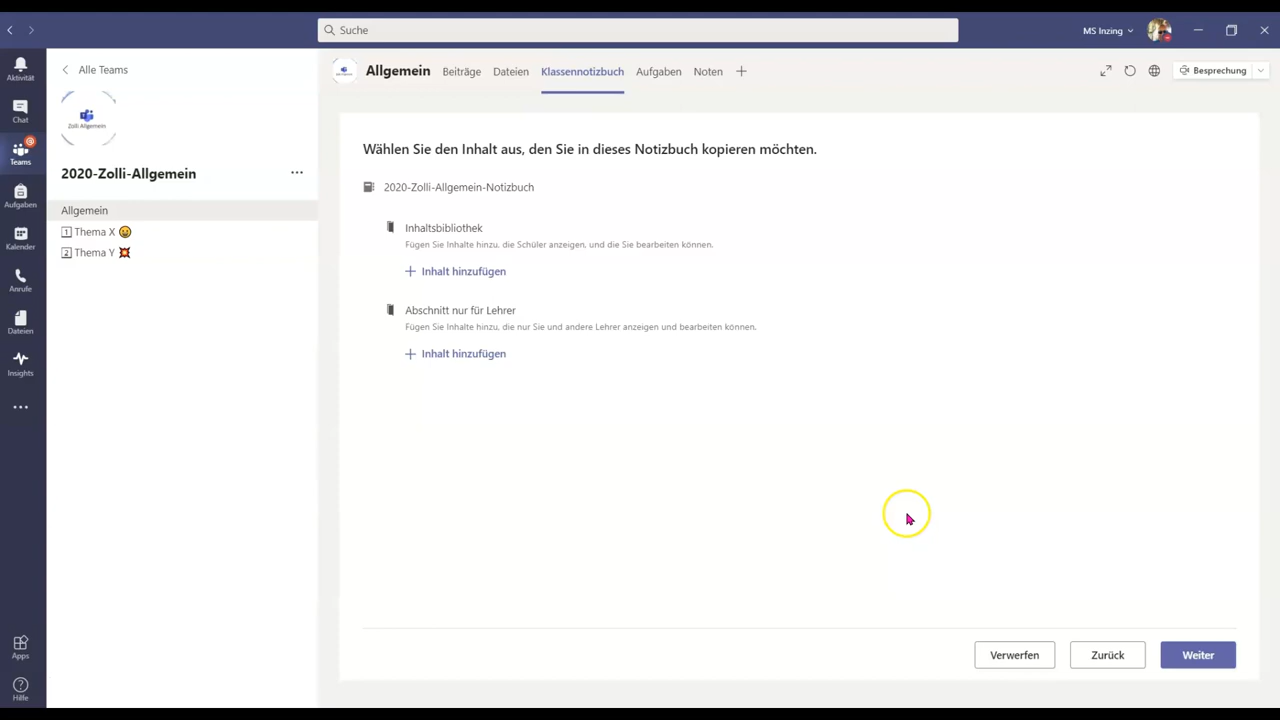 Suche
MS Inzing
Aktivität
Chat
Teams
Aufgaben
Kalender
Anrufe
Dateien
Insights
Apps
Hilfe
Alle Teams
Zolli Allgemein
2020-Zolli-Allgemein
Allgemein
1 Thema X
2 Thema Y
Allgemein Beiträge Dateien Klassennotizbuch Aufgaben Noten
Besprechung
Wählen Sie den Inhalt aus, den Sie in dieses Notizbuch kopieren möchten.
2020-Zolli-Allgemein-Notizbuch
Inhaltsbibliothek
Fügen Sie Inhalte hinzu, die Schüler anzeigen, und die Sie bearbeiten können.
+ Inhalt hinzufügen
Abschnitt nur für Lehrer
Fügen Sie Inhalte hinzu, die nur Sie und andere Lehrer anzeigen und bearbeiten können.
+ Inhalt hinzufügen
Verwerfen Zurück Weiter